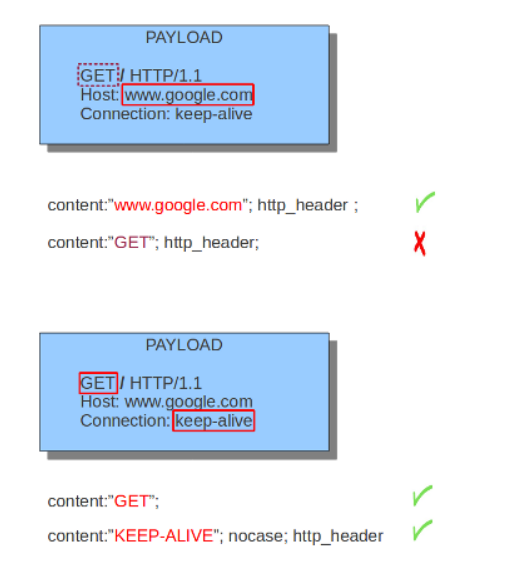 PAYLOAD
GET / HTTP/1.1
Host: www.google.com
Connection: keep-alive
content:"www.google.com"; http_header ;
content:"GET"; http_header;
PAYLOAD
GET / HTTP/1.1
Host: www.google.com
Connection: keep-alive
content:"GET";
content:"KEEP-ALIVE"; nocase; http_header